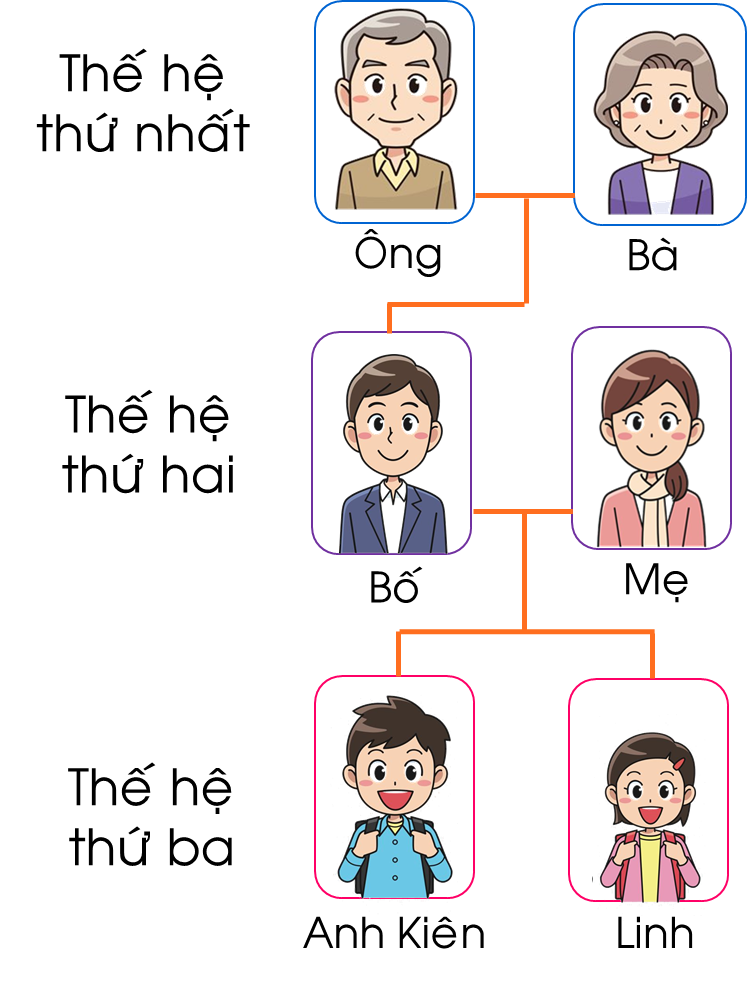 Thế hệ
thứ nhất
Ông
Bà
Thế hệ
thứ hai
Bố
Mẹ
Thế hệ
thứ ba
Anh Kiên
Linh